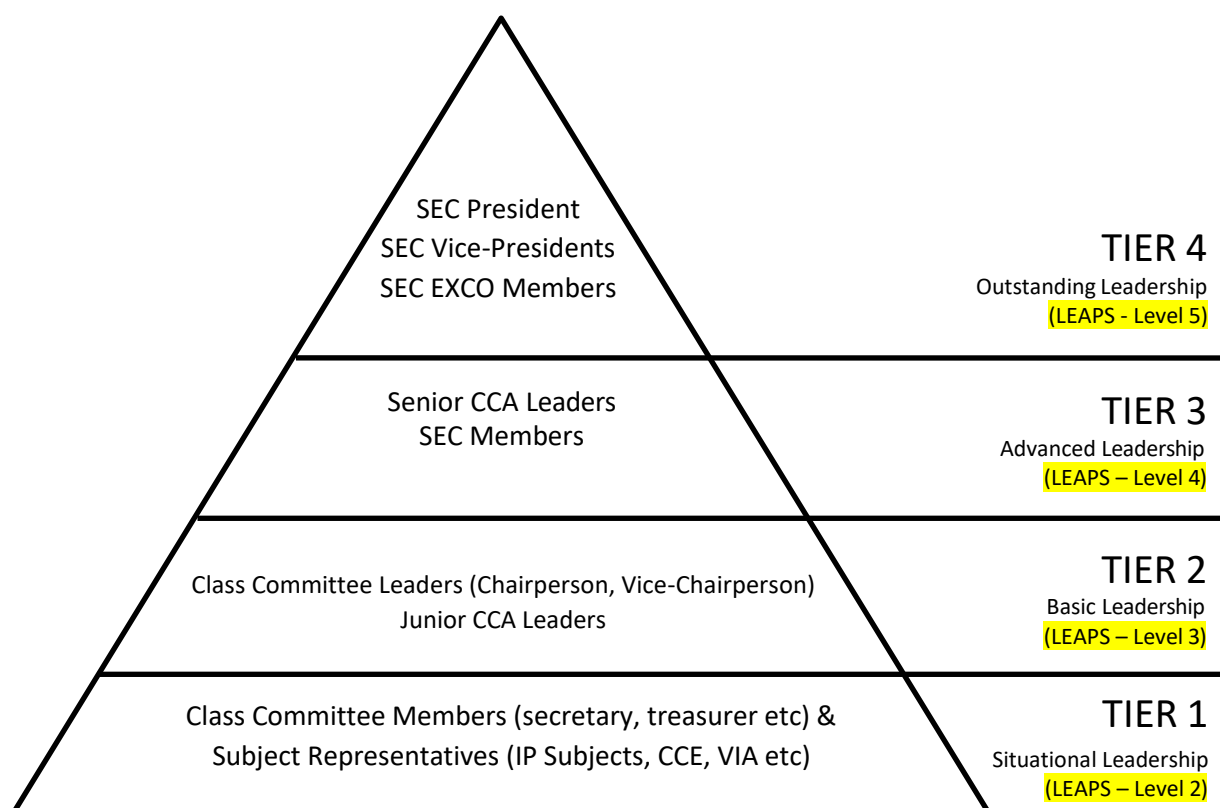 SEC President
SEC Vice-Presidents
SEC EXCO Members
TIER 4
Outstanding Leadership
(LEAPS - Level 5)
Senior CCA Leaders
SEC Members
TIER 3
Advanced Leadership
(LEAPS – Level 4)
Class Committee Leaders (Chairperson, Vice-Chairperson)
Junior CCA Leaders
TIER 2
Basic Leadership
(LEAPS – Level 3)
Class Committee Members (secretary, treasurer etc) &
Subject Representatives (IP Subjects, CCE, VIA etc)
TIER 1
Situational Leadership
(LEAPS – Level 2)